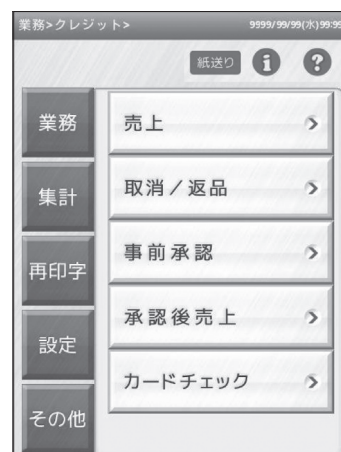 業務>クレジット> 9999/99/99(水)99:99
紙送り i ?
業務
売上
集計
取消／返品
再印字
事前承認
設定
承認後売上
その他
カードチェック